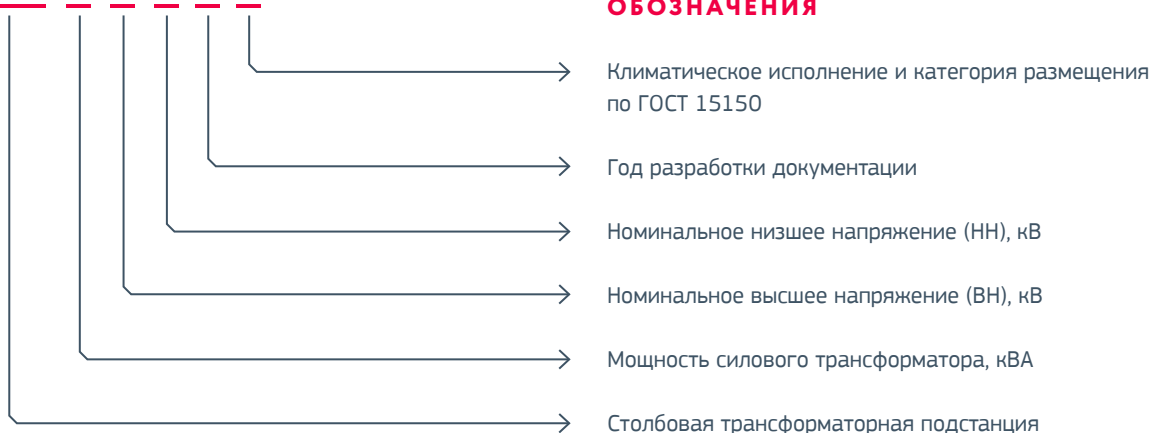 ОБОЗНАЧЕНИЯ
Климатическое исполнение и категория размещения
по ГОСТ 15150
Год разработки документации
Номинальное низшее напряжение (НН), кВ
Номинальное высшее напряжение (ВН), кВ
Мощность силового трансформатора, кВА
Столбовая трансформаторная подстанция